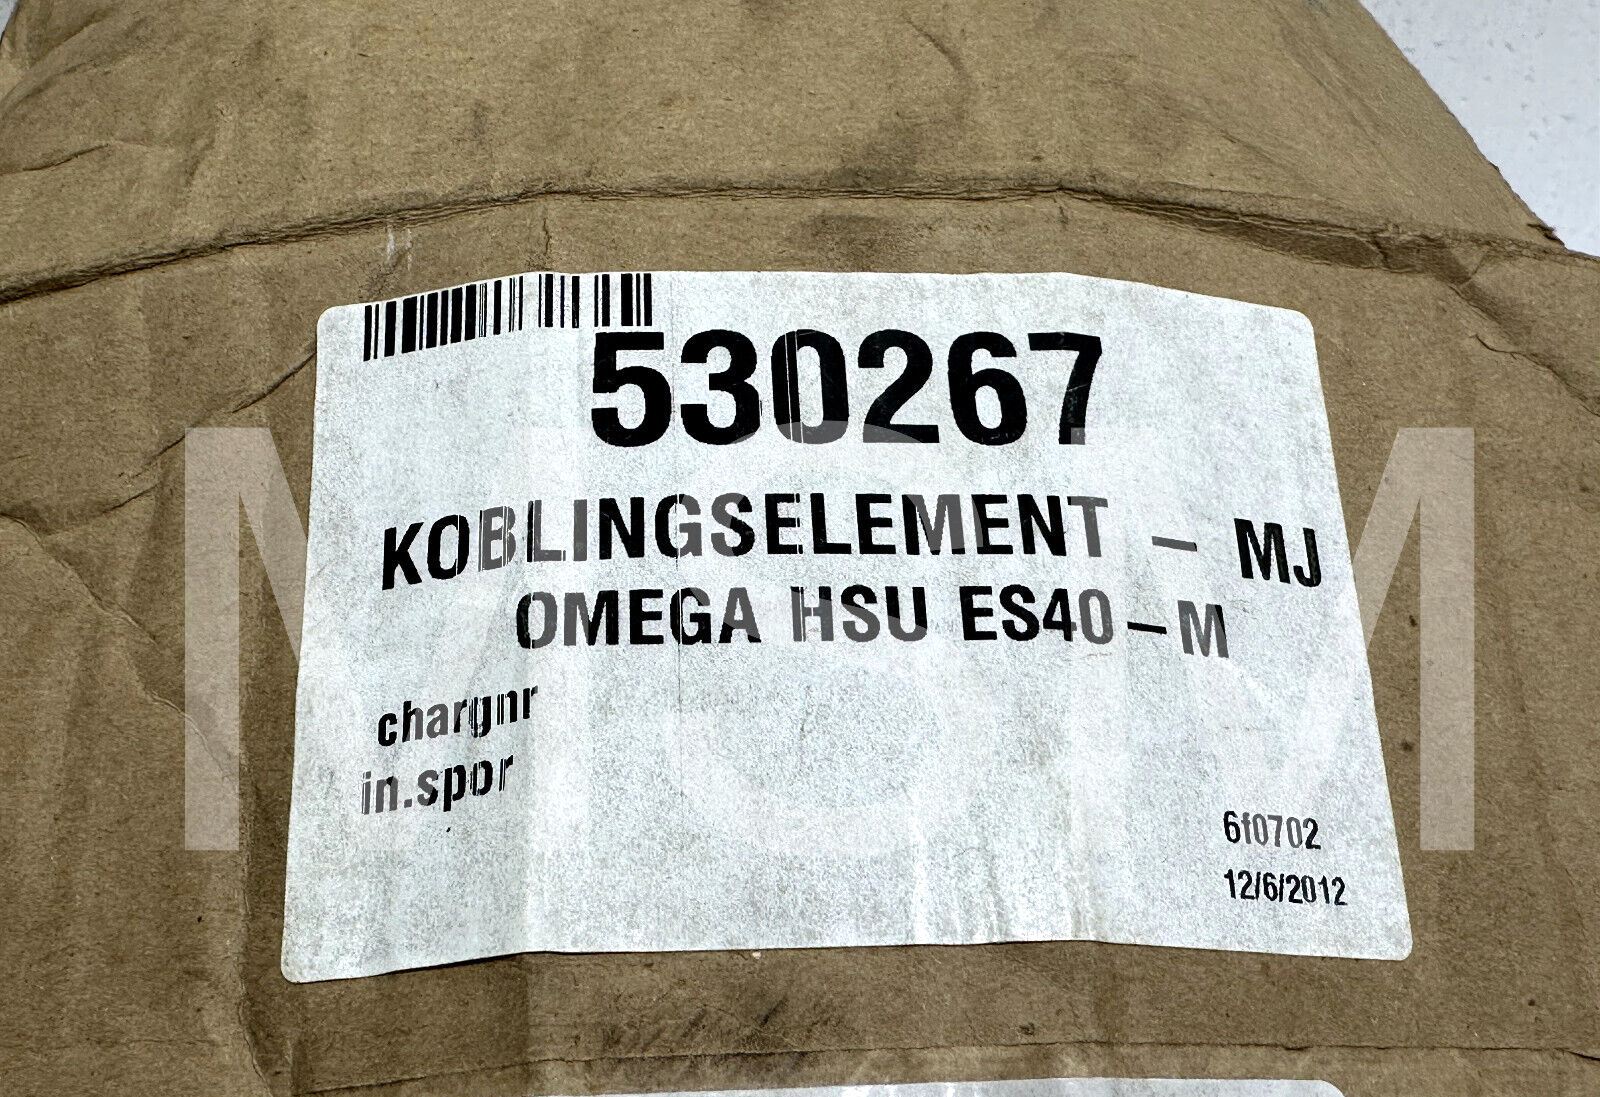 530267
KOBLINGSELEMENT - MJ
OMEGA HSU ES40-M
chargnr
in.spor
6f0702
12/6/2012